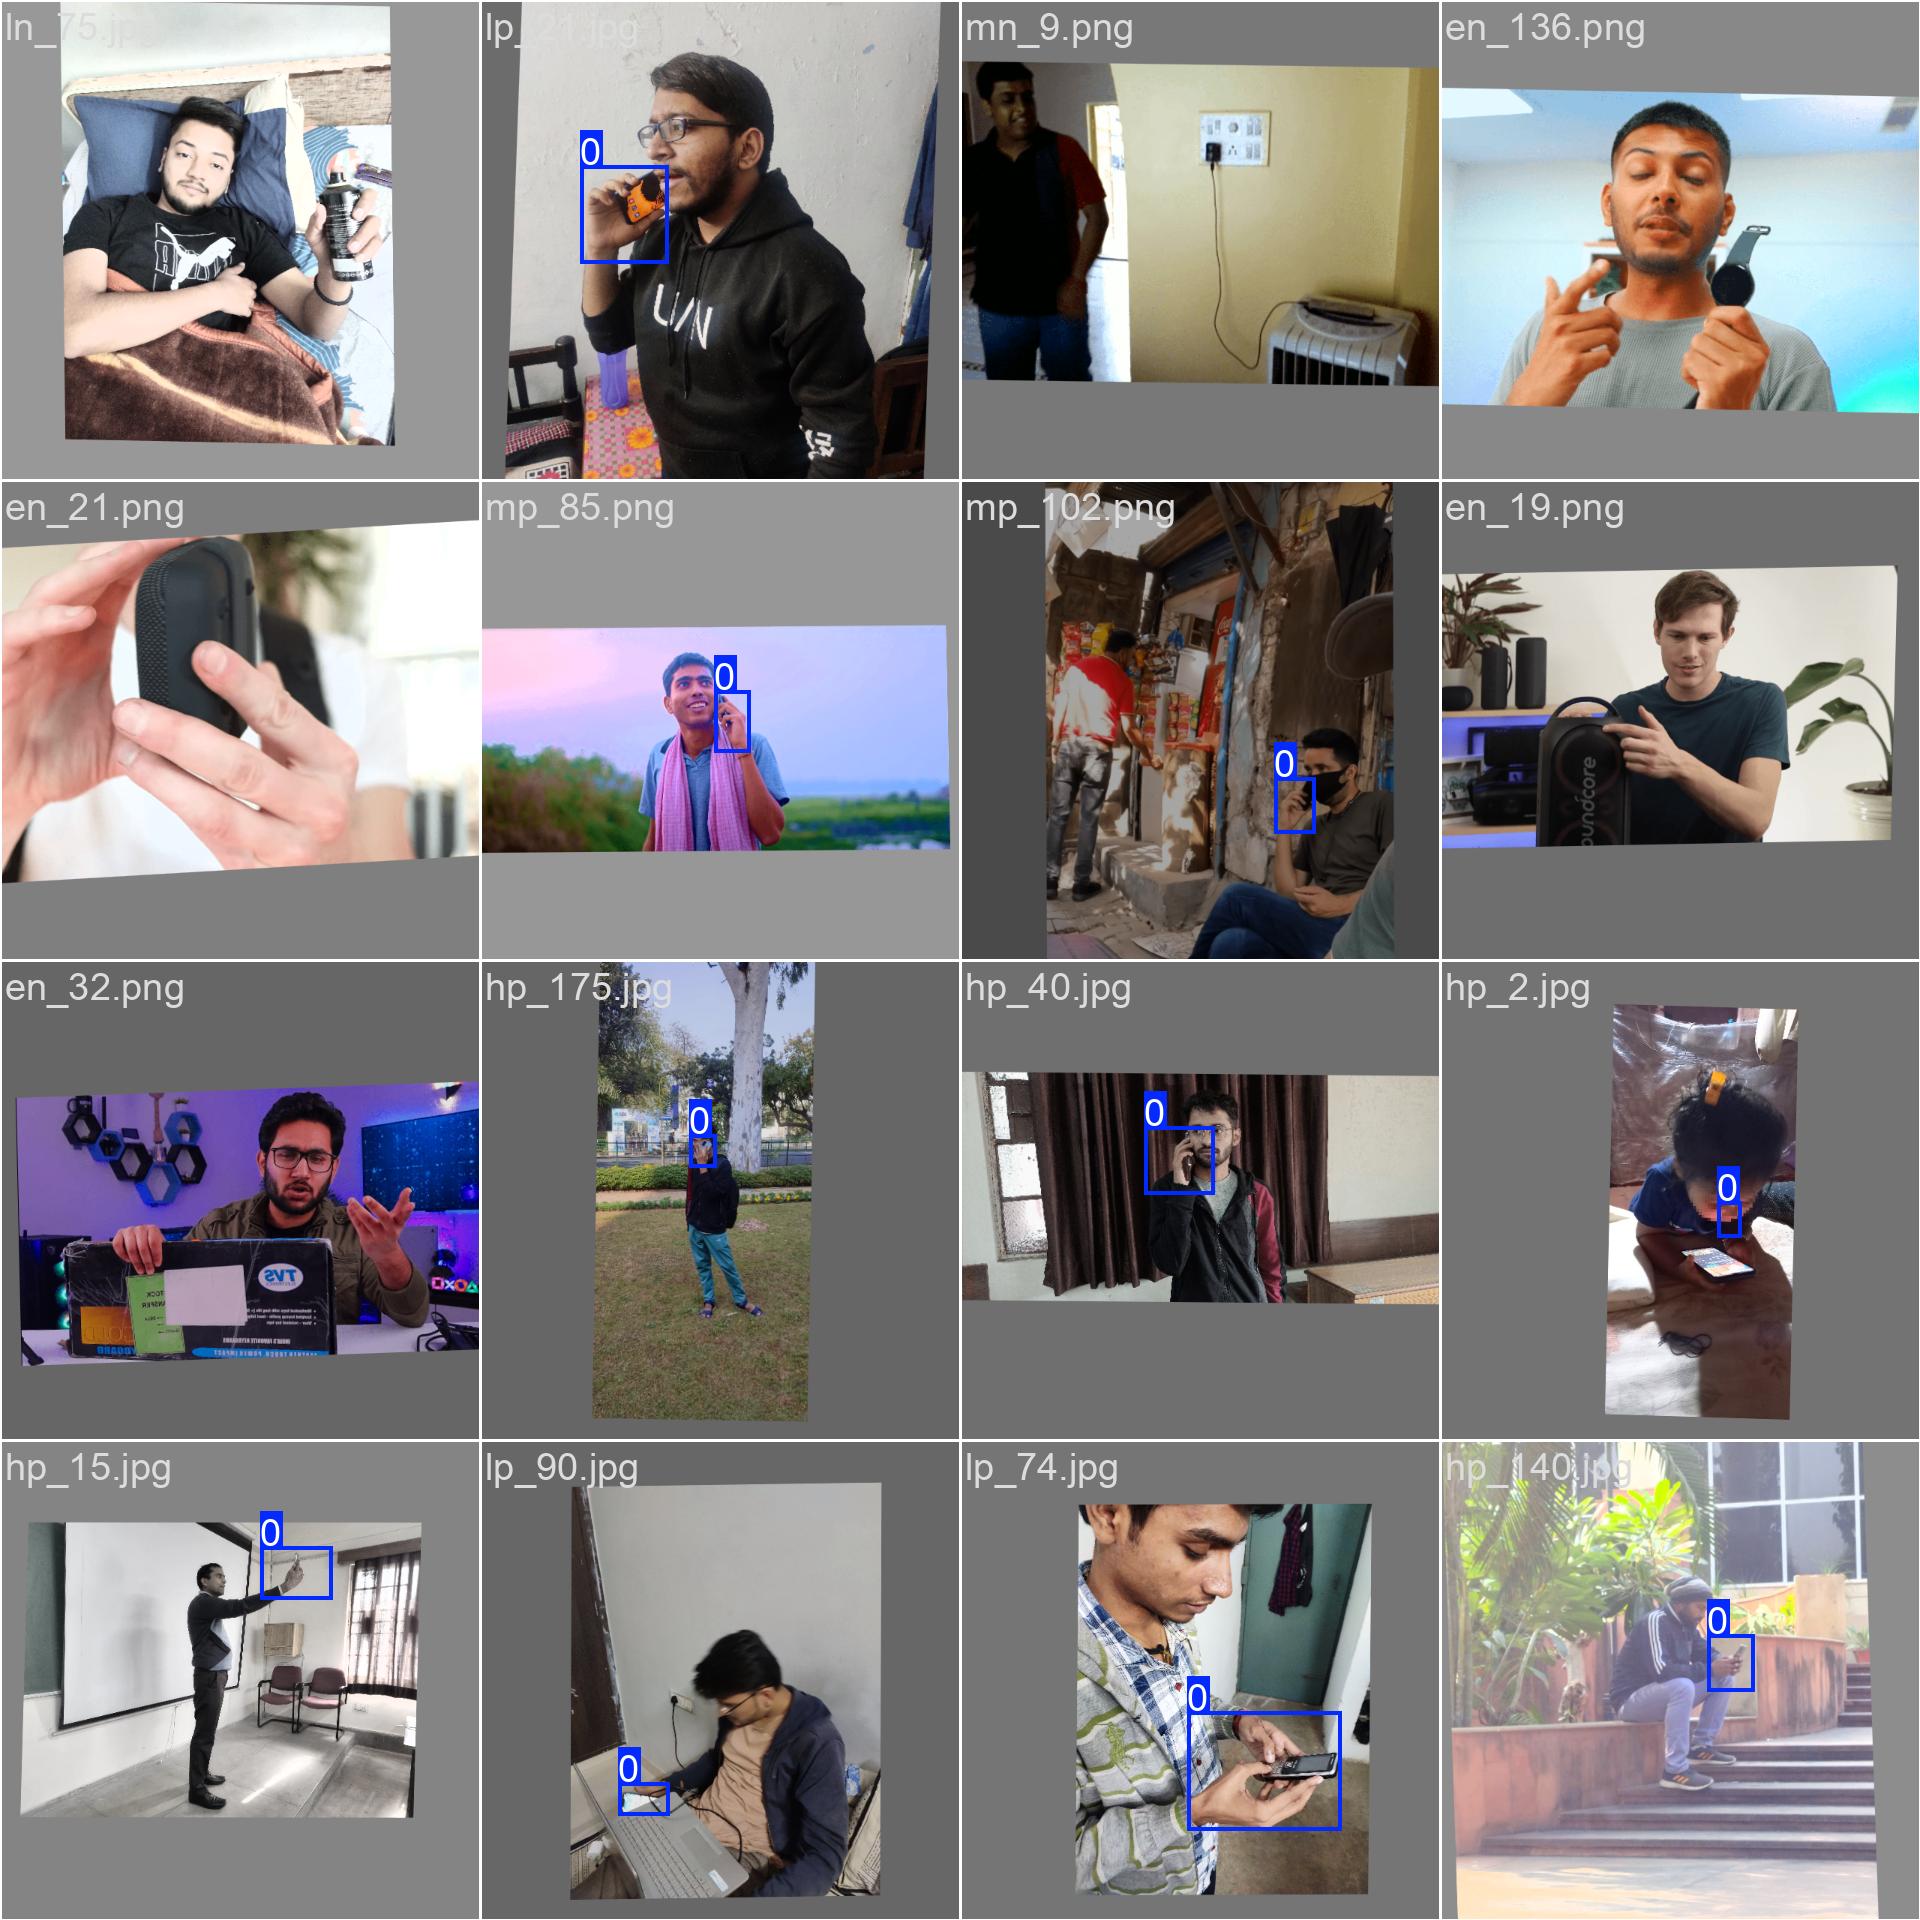 ln_75.jpg
lp_21.jpg
mn_9.png
en_136.png
0
U/\N
en_21.png
mp_85.png
mp_102.png
en_19.png
0
0
oundcore
en_32.png
hp_175.jpg
hp_40.jpg
hp_2.jpg
0
0
0
TVS
hp_15.jpg
lp_90.jpg
lp_74.jpg
hp_140.jpg
0
0
0
0